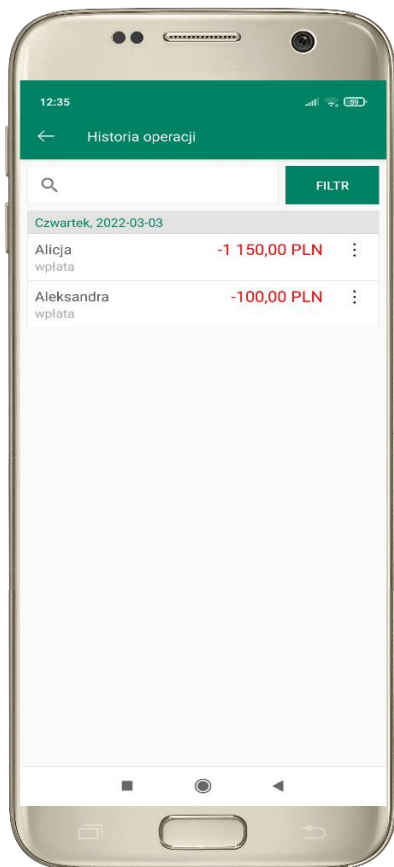 12:35
59
Historia operacji
FILTR
Czwartek, 2022-03-03
Alicja -1 150,00 PLN
wpłata
Aleksandra -100,00 PLN
wpłata